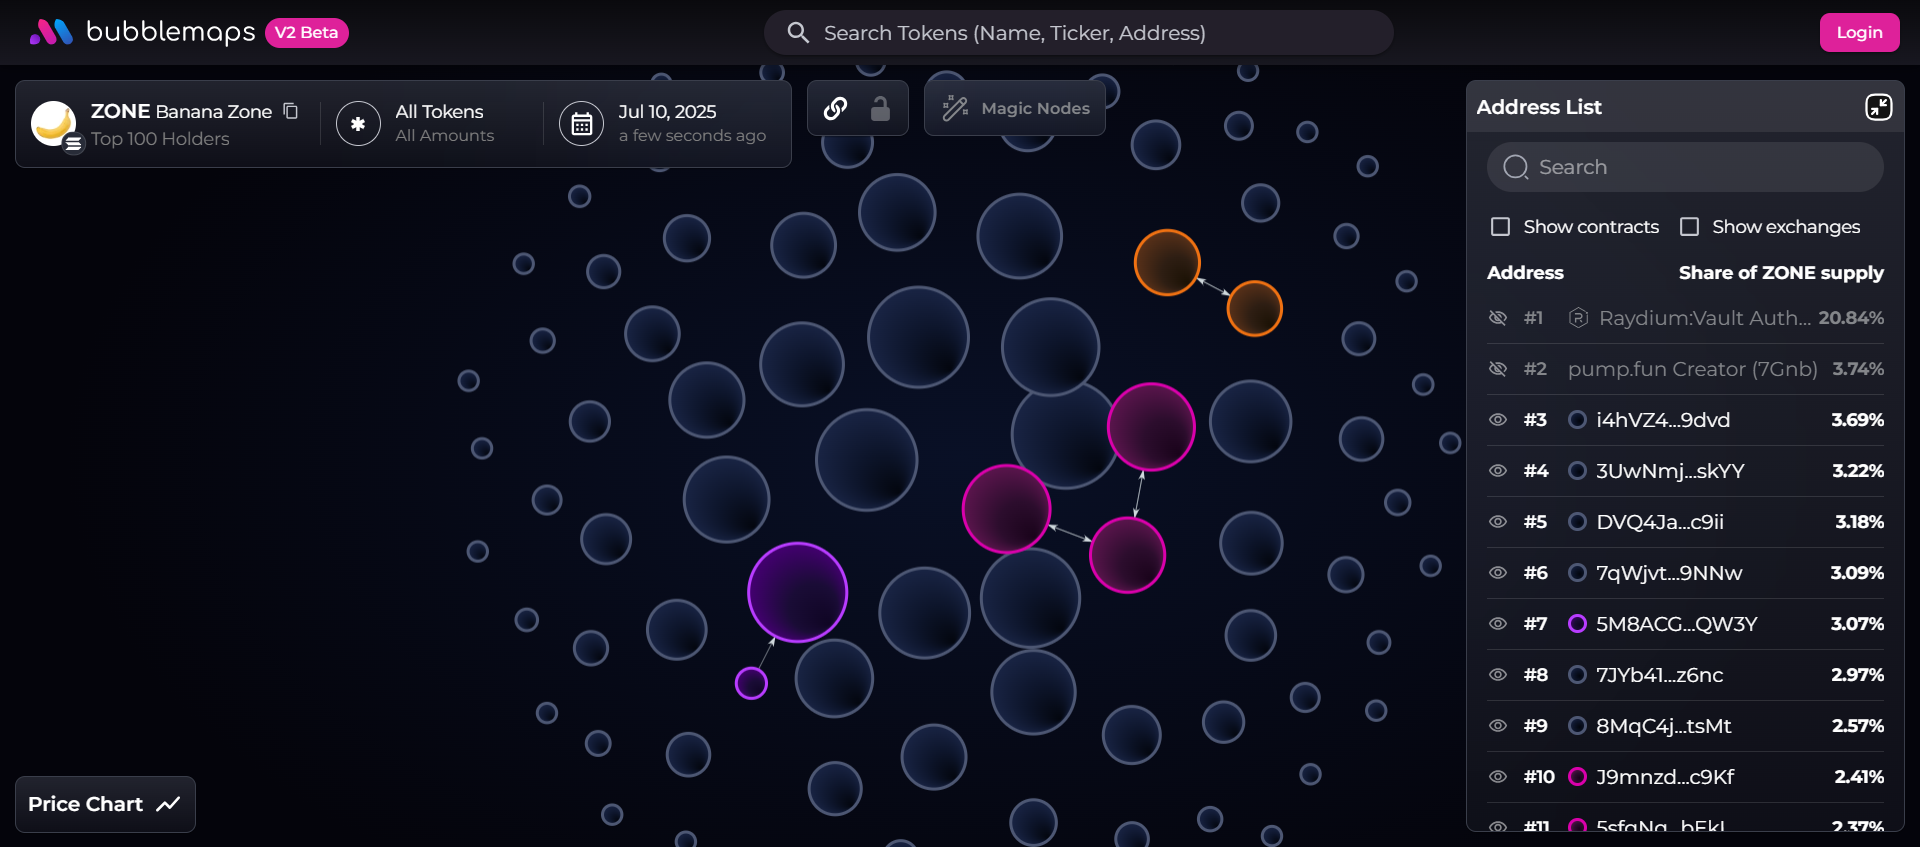 bubblemaps V2 Beta
Search Tokens (Name, Ticker, Address)
Login
ZONE Banana Zone
Top 100 Holders
All Tokens
All Amounts
Jul 10, 2025
a few seconds ago
Magic Nodes
Address List
Search
Show contracts Show exchanges
Address Share of ZONE supply
#1 Raydium:Vault Auth... 20.84%
#2 pump.fun Creator (7Gnb) 3.74%
#3 i4hVZ4...9dvd 3.69%
#4 3UwNmj...skYY 3.22%
#5 DVQ4Ja...c9ii 3.18%
#6 7qWjvt...9NNw 3.09%
#7 5M8ACG...QW3Y 3.07%
#8 7JYb41...z6nc 2.97%
#9 8MqC4j...tsMt 2.57%
#10 J9mnzd...c9Kf 2.41%
#11 2.37%
Price Chart